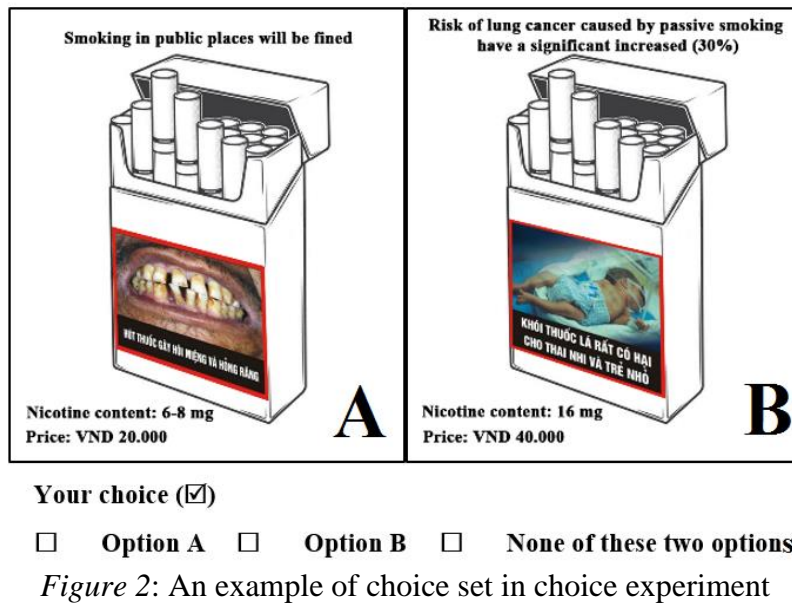 Smoking in public places will be fined
HÚT THUỐC GÂY HÔI MIỆNG VÀ HỎNG RĂNG
Nicotine content: 6-8 mg
Price: VND 20.000
A
Risk of lung cancer caused by passive smoking
have a significant increased (30%)
KHÓI THUỐC LÁ RẤT CÓ HẠI
CHO THAI NHI VÀ TRẺ NHỎ
Nicotine content: 16 mg
Price: VND 40.000
B
Your choice (☑)
☐ Option A ☐ Option B ☐ None of these two options
Figure 2: An example of choice set in choice experiment